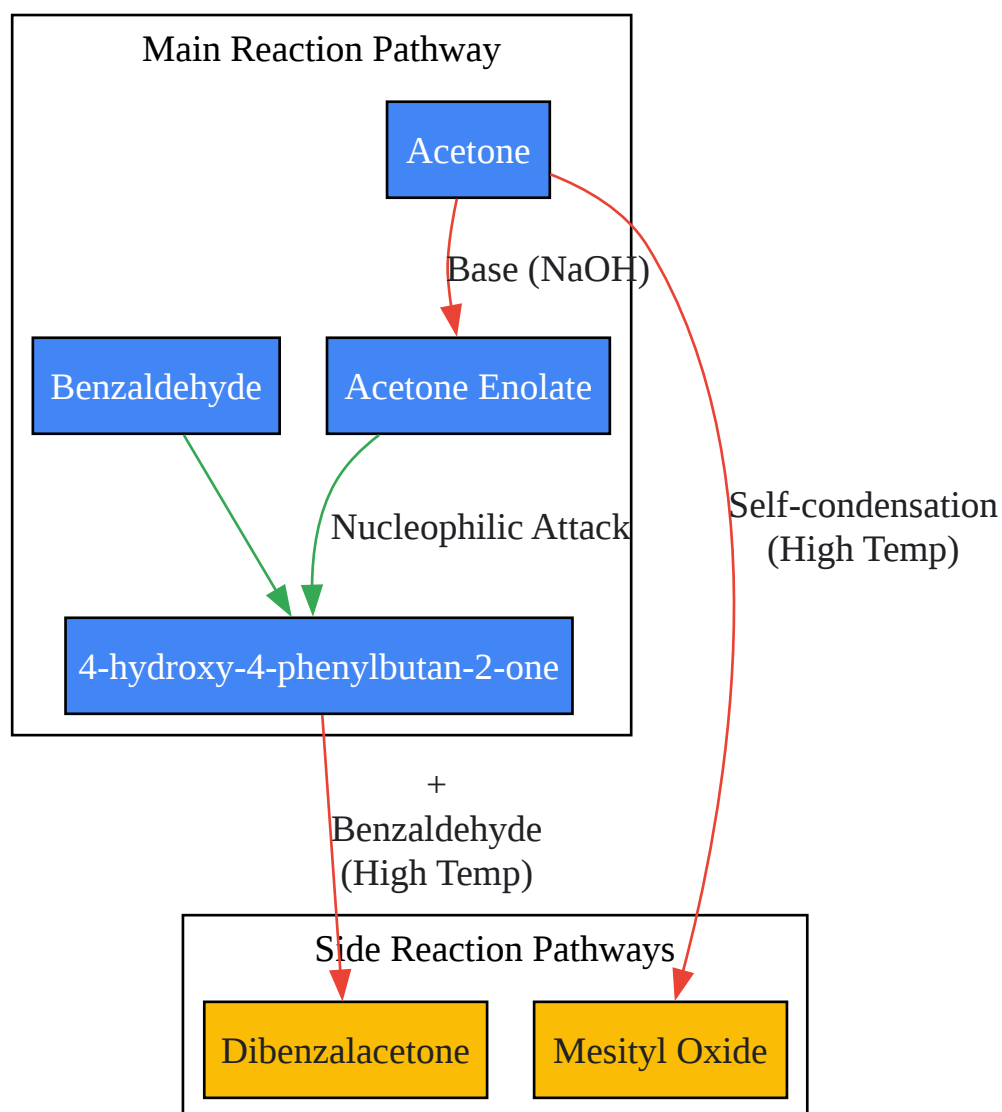 Main Reaction Pathway
Acetone
Base (NaOH)
Benzaldehyde
Acetone Enolate
Self-condensation
(High Temp)
Nucleophilic Attack
4-hydroxy-4-phenylbutan-2-one
+
Benzaldehyde
(High Temp)
Side Reaction Pathways
Dibenzalacetone
Mesityl Oxide